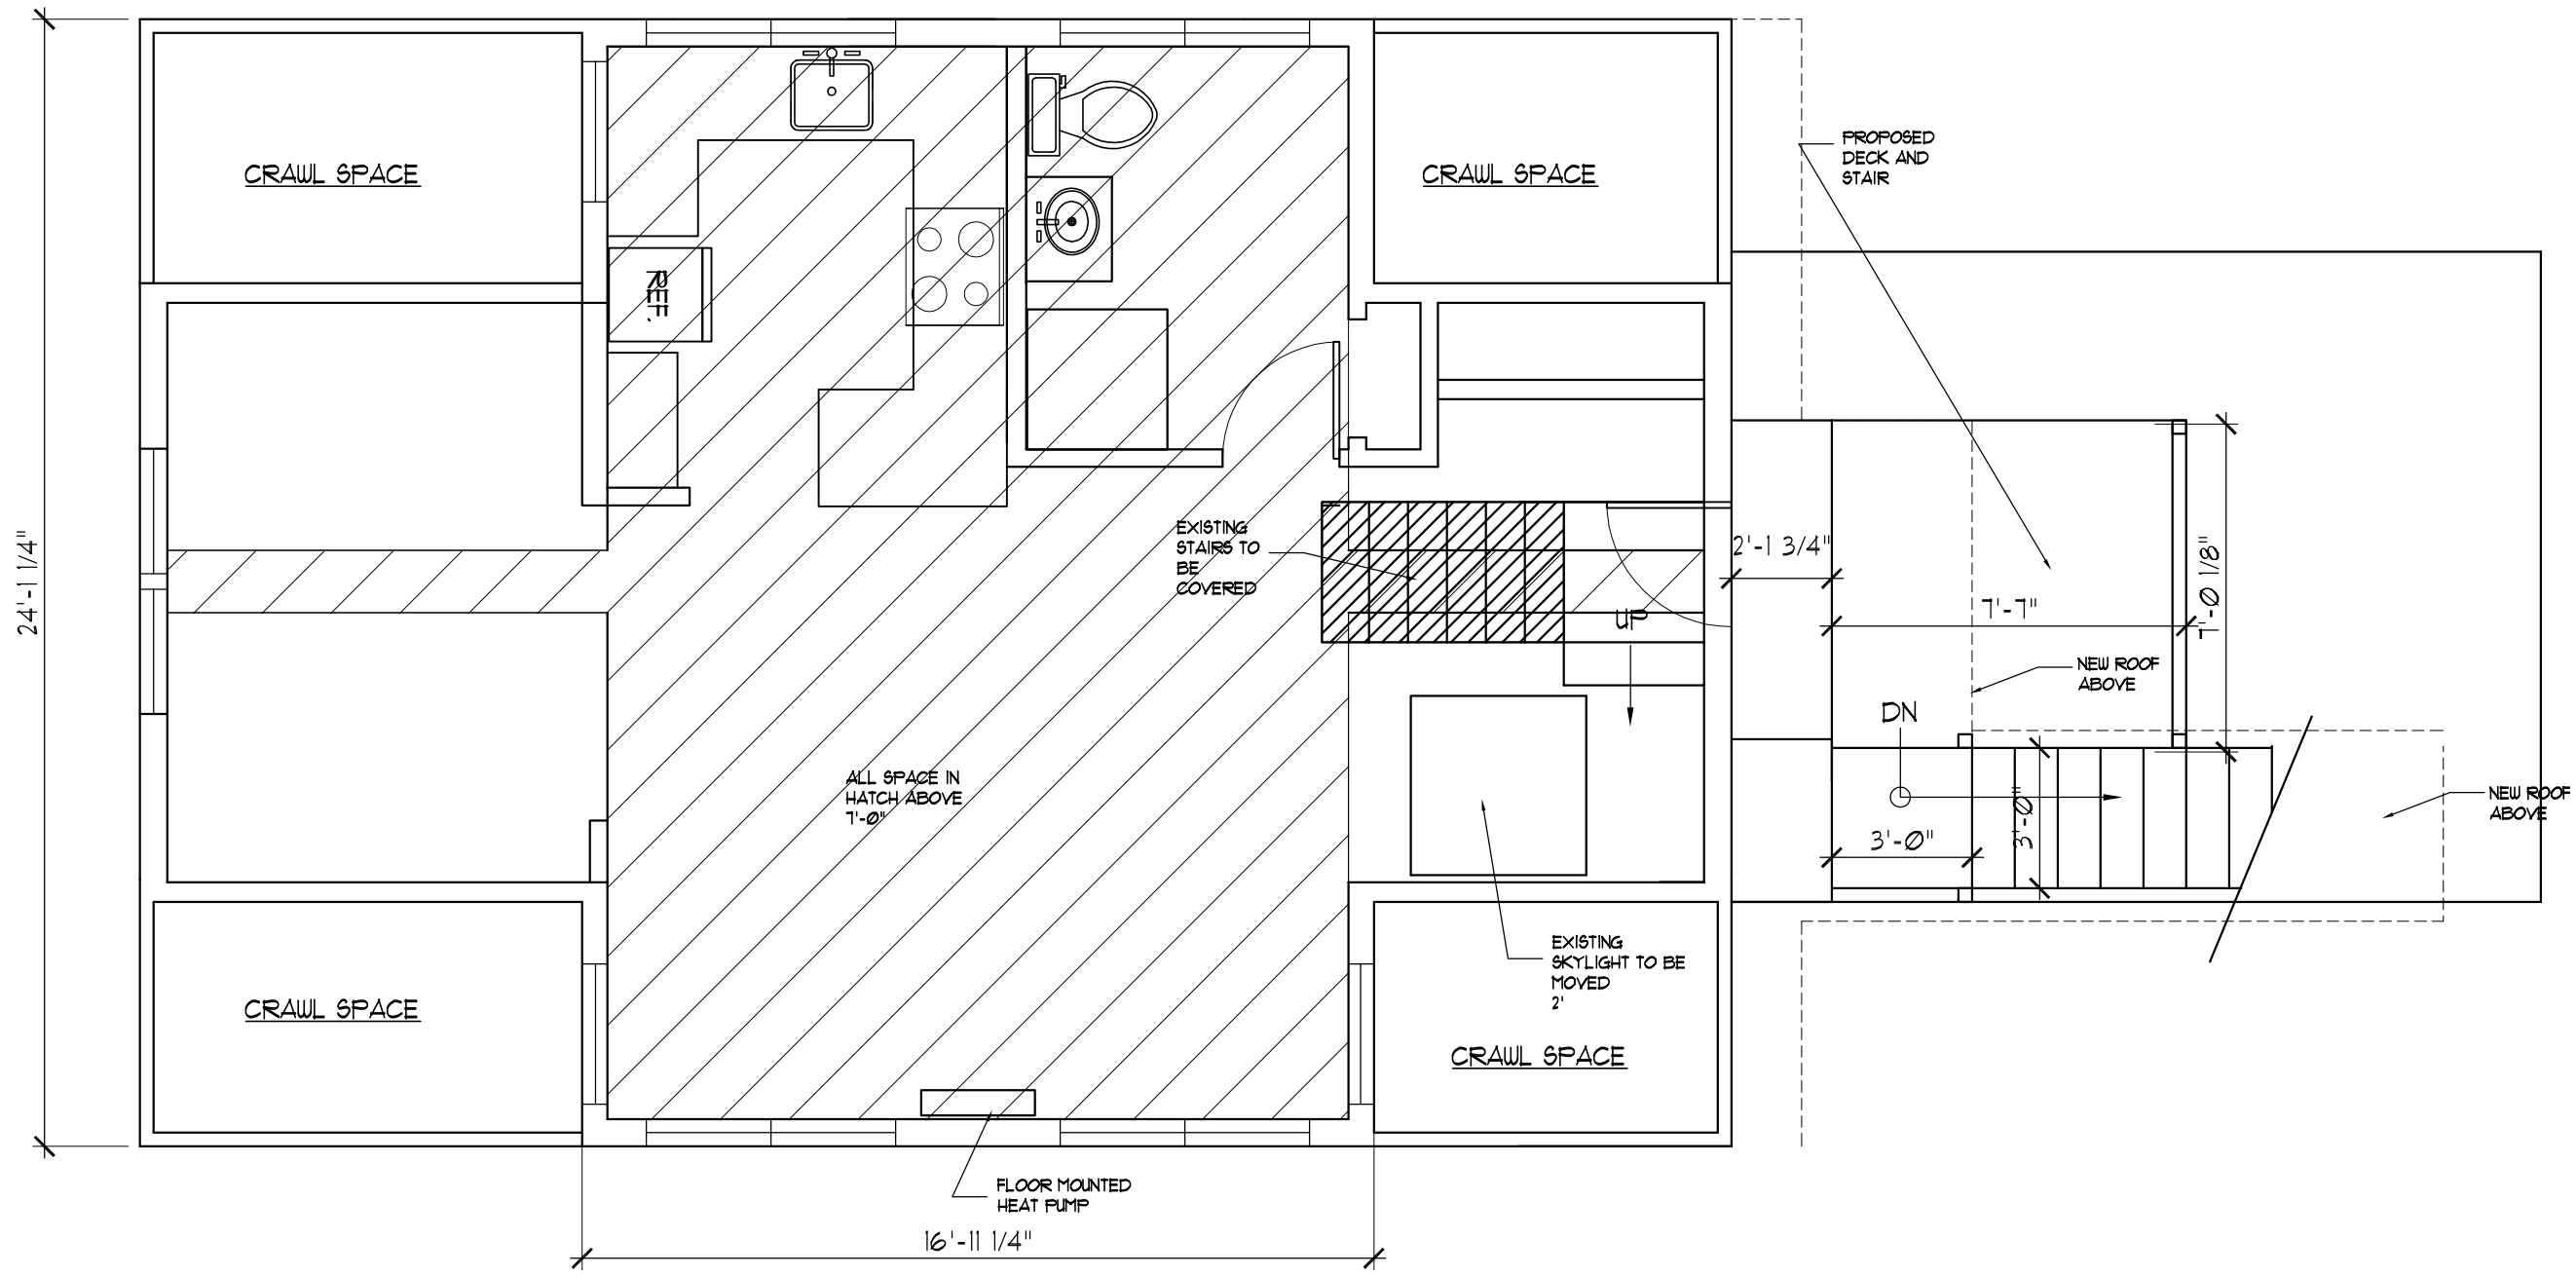 CRAWL SPACE
CRAWL SPACE
PROPOSED
DECK AND
STAIR
REF.
EXISTING
STAIRS TO
BE
COVERED
24'-1 1/4"
2'-1 3/4"
7'-7"
7'-0 1/8"
UP
NEW ROOF
ABOVE
DN
ALL SPACE IN
HATCH ABOVE
7'-0"
3'-0"
3'-0"
NEW ROOF
ABOVE
EXISTING
SKYLIGHT TO BE
MOVED
2'
CRAWL SPACE
CRAWL SPACE
FLOOR MOUNTED
HEAT PUMP
16'-11 1/4"